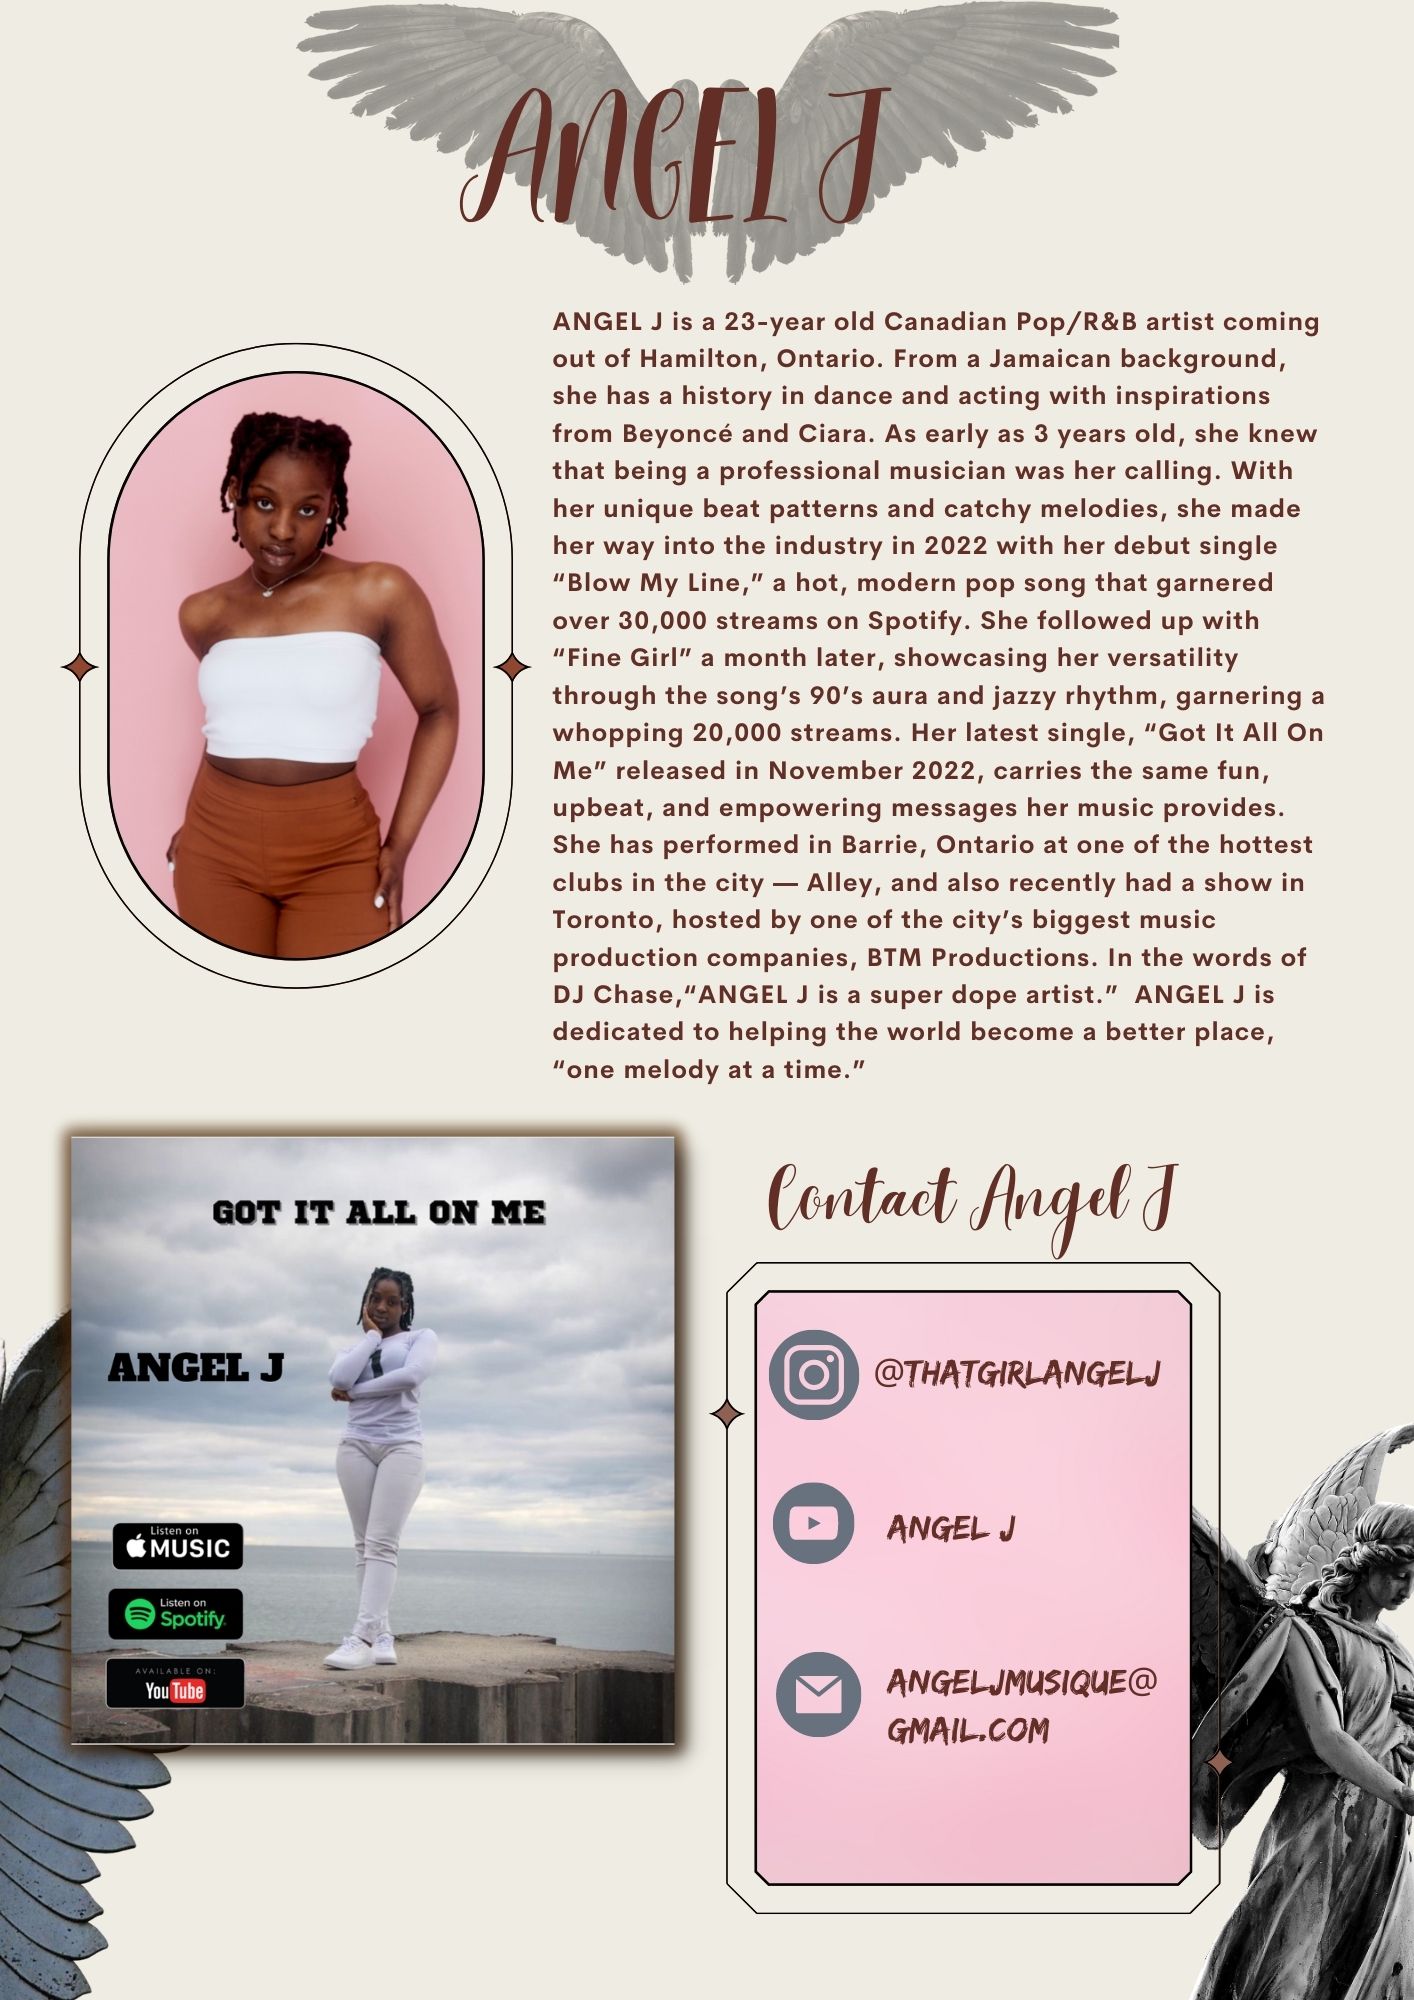 ANGEL J
ANGEL J is a 23-year old Canadian Pop/R&B artist coming
out of Hamilton, Ontario. From a Jamaican background,
she has a history in dance and acting with inspirations
from Beyoncé and Ciara. As early as 3 years old, she knew
that being a professional musician was her calling. With
her unique beat patterns and catchy melodies, she made
her way into the industry in 2022 with her debut single
“Blow My Line,” a hot, modern pop song that garnered
over 30,000 streams on Spotify. She followed up with
“Fine Girl” a month later, showcasing her versatility
through the song’s 90’s aura and jazzy rhythm, garnering a
whopping 20,000 streams. Her latest single, “Got It All On
Me” released in November 2022, carries the same fun,
upbeat, and empowering messages her music provides.
She has performed in Barrie, Ontario at one of the hottest
clubs in the city — Alley, and also recently had a show in
Toronto, hosted by one of the city’s biggest music
production companies, BTM Productions. In the words of
DJ Chase,“ANGEL J is a super dope artist.”  ANGEL J is
dedicated to helping the world become a better place,
“one melody at a time.”
GOT IT ALL ON ME
ANGEL J
Listen on
MUSIC
Listen on
Spotify
AVAILABLE ON:
YouTube
Contact Angel J
@THATGIRLANGELJ
ANGEL J
ANGELJMUSIQUE@
GMAIL.COM